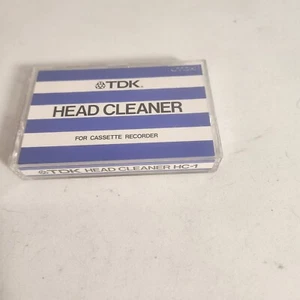 TDK.
HEAD CLEANER
FOR CASSETTE RECORDER
TDK HEAD CLEANER HC-1